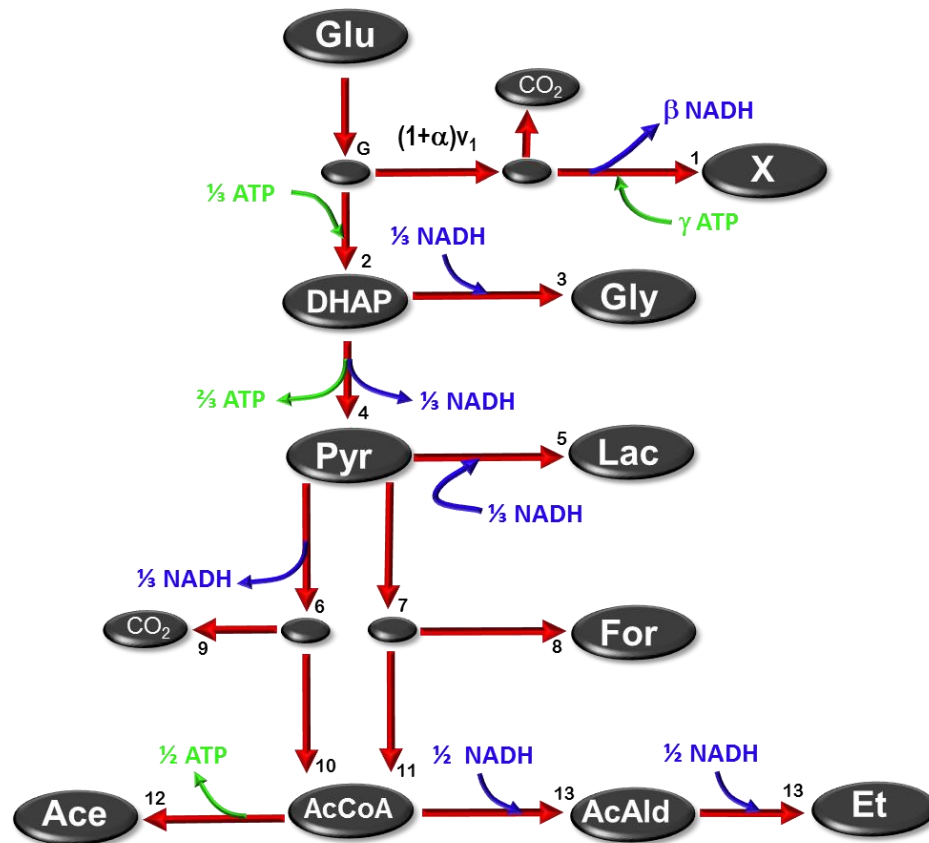 Glu
CO₂
G
(1+α)v₁
β NADH
1
X
⅓ ATP
γ ATP
2
⅓ NADH
3
DHAP
Gly
⅔ ATP
⅓ NADH
4
Pyr
5
Lac
⅓ NADH
⅓ NADH
6
7
CO₂
9
8
For
10
11
½ ATP
½ NADH
½ NADH
12
13
13
Ace
AcCoA
AcAld
Et